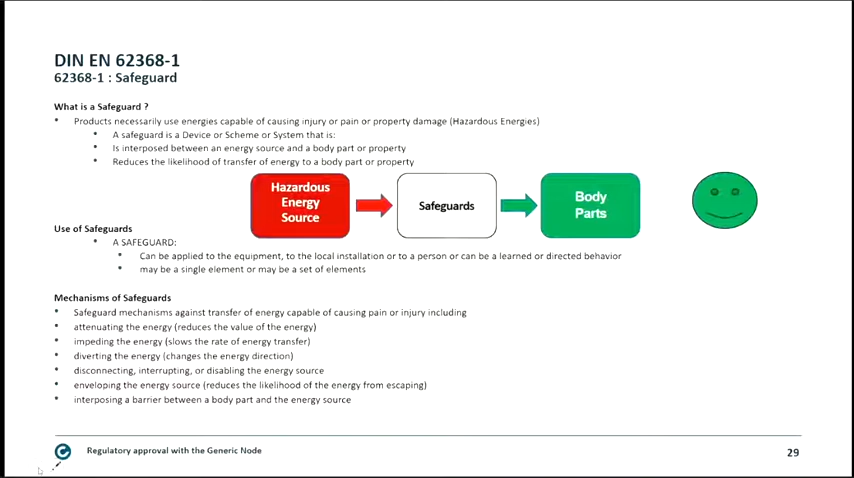 DIN EN 62368-1
62368-1 : Safeguard
What is a Safeguard ?
• Products necessarily use energies capable of causing injury or pain or property damage (Hazardous Energies)
• A safeguard is a Device or Scheme or System that is:
• Is interposed between an energy source and a body part or property
• Reduces the likelihood of transfer of energy to a body part or property
Hazardous
Energy
Source
Safeguards
Body
Parts
Use of Safeguards
• A SAFEGUARD:
• Can be applied to the equipment, to the local installation or to a person or can be a learned or directed behavior
• may be a single element or may be a set of elements
Mechanisms of Safeguards
• Safeguard mechanisms against transfer of energy capable of causing pain or injury including
• attenuating the energy (reduces the value of the energy)
• impeding the energy (slows the rate of energy transfer)
• diverting the energy (changes the energy direction)
• disconnecting, interrupting, or disabling the energy source
• enveloping the energy source (reduces the likelihood of the energy from escaping)
• interposing a barrier between a body part and the energy source
Regulatory approval with the Generic Node
29